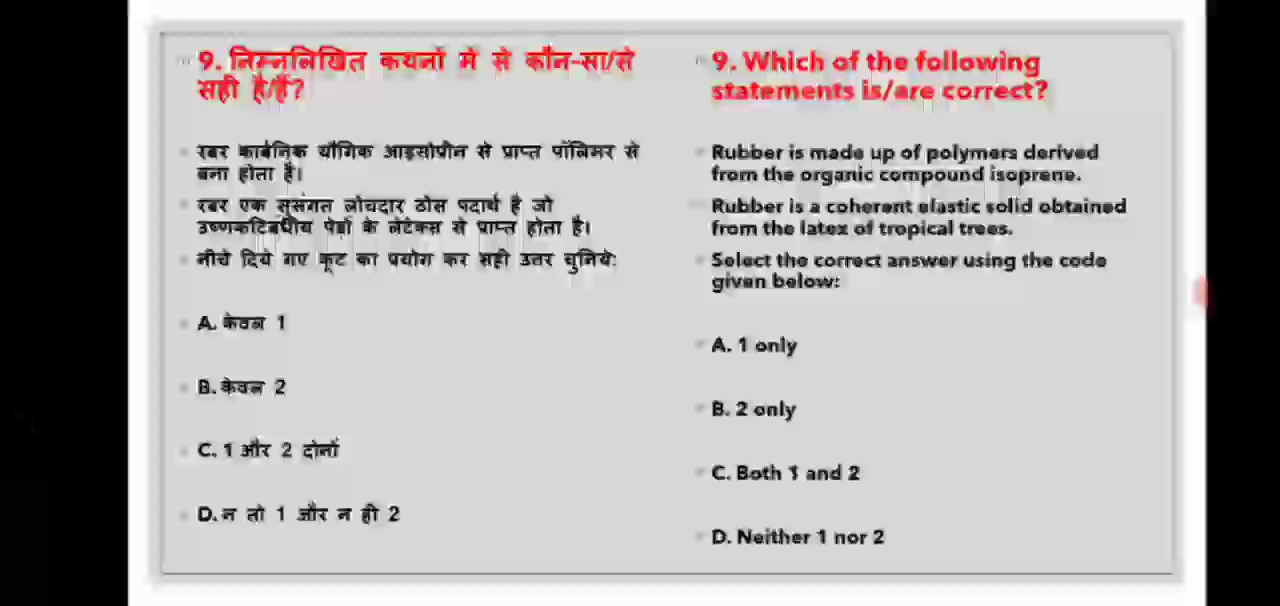 9. निम्नलिखित कथनों में से कौन-सा/से
सही है/हैं?
रबर कार्बनिक यौगिक आइसोप्रीन से प्राप्त पॉलिमर से
बना होता है।
रबर एक सुसंगत लोचदार ठोस पदार्थ है जो
उष्णकटिबंधीय पेड़ों के लेटेक्स से प्राप्त होता है।
नीचे दिये गए कूट का प्रयोग कर सही उत्तर चुनिये:
A. केवल 1
B. केवल 2
C. 1 और 2 दोनों
D. न तो 1 और न ही 2
9. Which of the following
statements is/are correct?
Rubber is made up of polymers derived
from the organic compound isoprene.
Rubber is a coherent elastic solid obtained
from the latex of tropical trees.
Select the correct answer using the code
given below:
A. 1 only
B. 2 only
C. Both 1 and 2
D. Neither 1 nor 2